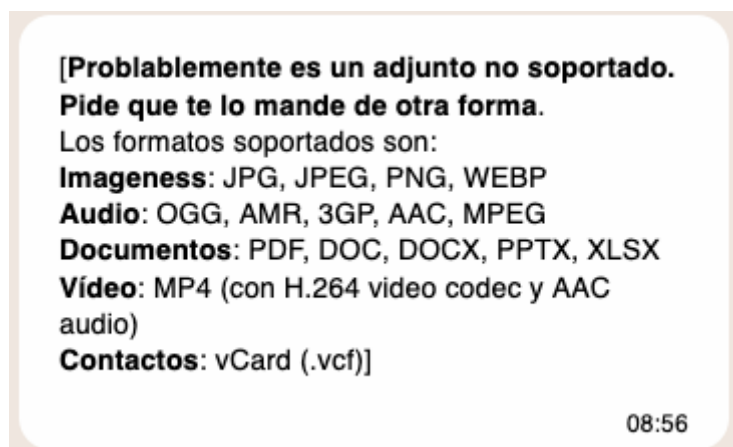 [Problablemente es un adjunto no soportado.
Pide que te lo mande de otra forma.
Los formatos soportados son:
Imageness: JPG, JPEG, PNG, WEBP
Audio: OGG, AMR, 3GP, AAC, MPEG
Documentos: PDF, DOC, DOCX, PPTX, XLSX
Vídeo: MP4 (con H.264 video codec y AAC
audio)
Contactos: vCard (.vcf)]
08:56